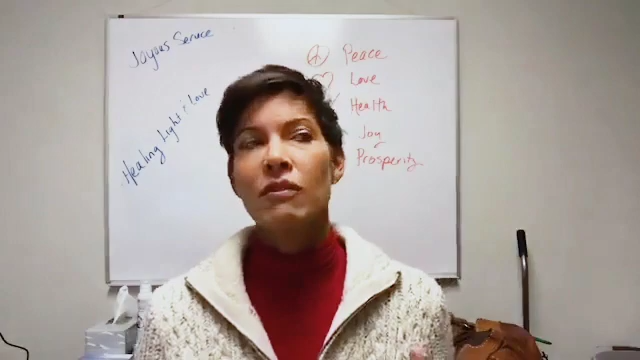 Joyous Service
Healing Light & Love
Peace
Love
Health
Joy
Prosperity